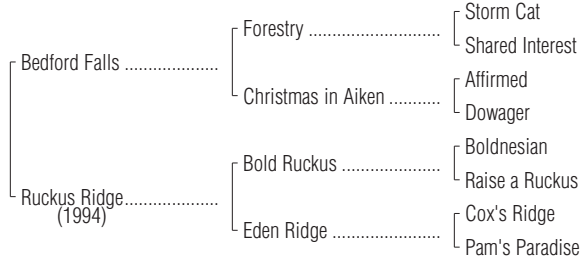 Storm Cat
Forestry ..............................
Shared Interest
Bedford Falls .....................
Affirmed
Christmas in Aiken ...........
Dowager
Boldnesian
Bold Ruckus ......................
Raise a Ruckus
Ruckus Ridge.....................
(1994)
Cox's Ridge
Eden Ridge ........................
Pam's Paradise